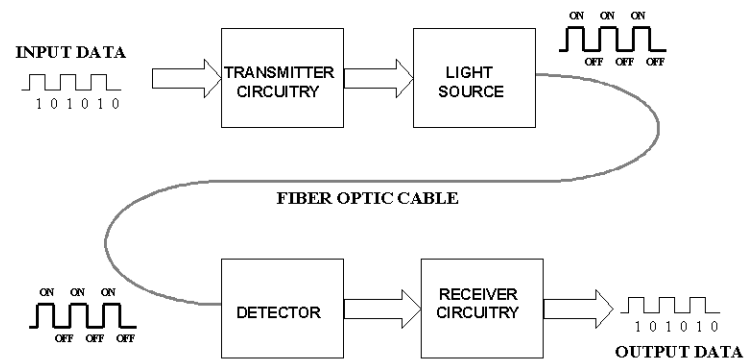 ON ON ON
OFF OFF OFF
INPUT DATA
1 0 1 0 1 0
TRANSMITTER
CIRCUITRY
LIGHT
SOURCE
FIBER OPTIC CABLE
ON ON ON
OFF OFF OFF
DETECTOR
RECEIVER
CIRCUITRY
1 0 1 0 1 0
OUTPUT DATA